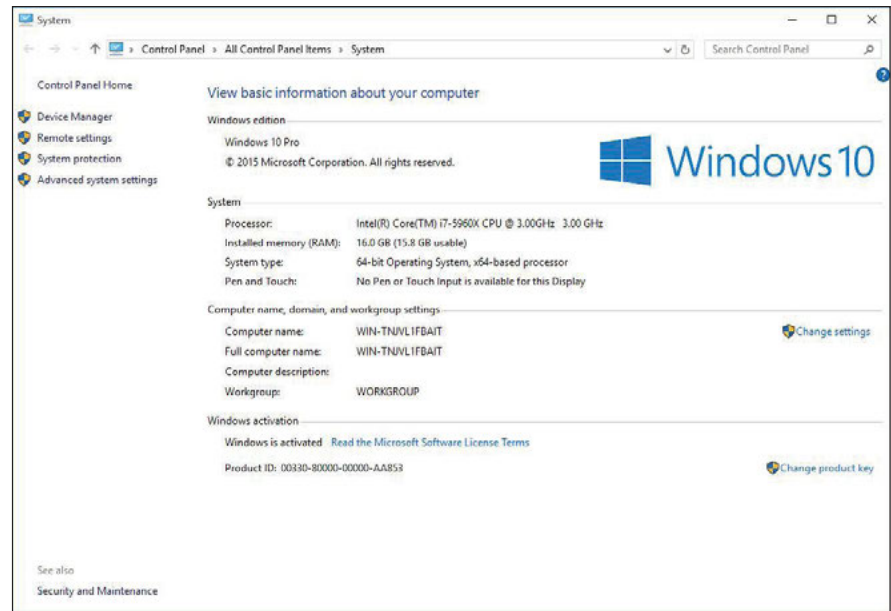 System
Control Panel › All Control Panel Items › System
Search Control Panel
Control Panel Home
Device Manager
Remote settings
System protection
Advanced system settings
View basic information about your computer
Windows edition
Windows 10 Pro
© 2015 Microsoft Corporation. All rights reserved.
Windows 10
System
Processor: Intel(R) Core(TM) i7-5960X CPU @ 3.00GHz 3.00 GHz
Installed memory (RAM): 16.0 GB (15.8 GB usable)
System type: 64-bit Operating System, x64-based processor
Pen and Touch: No Pen or Touch Input is available for this Display
Computer name, domain, and workgroup settings
Computer name: WIN-TNJVL1FBAIT
Change settings
Full computer name: WIN-TNJVL1FBAIT
Computer description:
Workgroup: WORKGROUP
Windows activation
Windows is activated Read the Microsoft Software License Terms
Product ID: 00330-80000-00000-AA853
Change product key
See also
Security and Maintenance